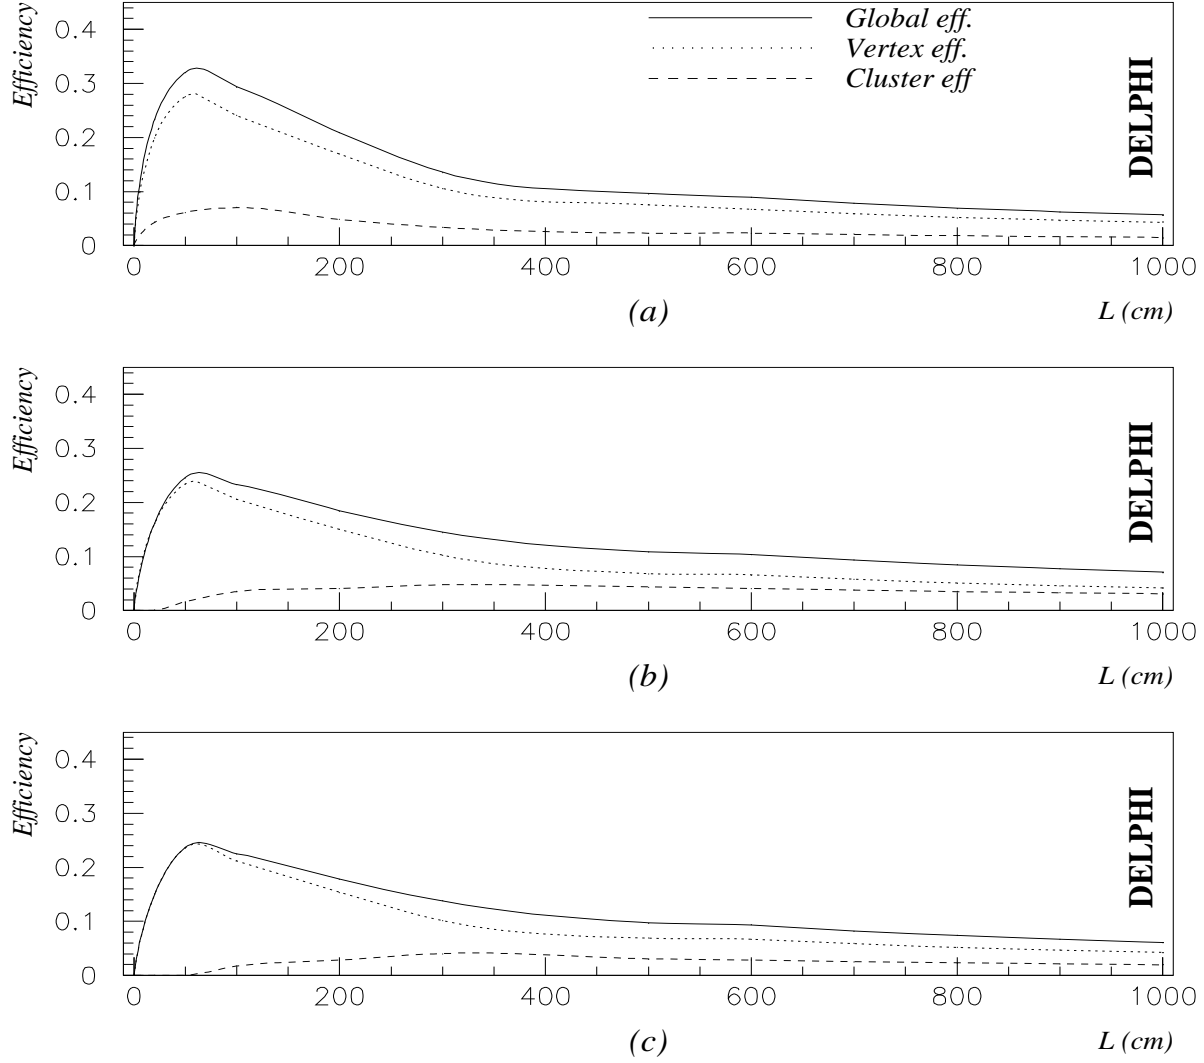 Efficiency
0.4
0.3
0.2
0.1
0
Global eff.
Vertex eff.
Cluster eff
DELPHI
0 200 400 600 800 1000
(a)
L (cm)
Efficiency
0.4
0.3
0.2
0.1
0
DELPHI
0 200 400 600 800 1000
(b)
L (cm)
Efficiency
0.4
0.3
0.2
0.1
0
DELPHI
0 200 400 600 800 1000
(c)
L (cm)